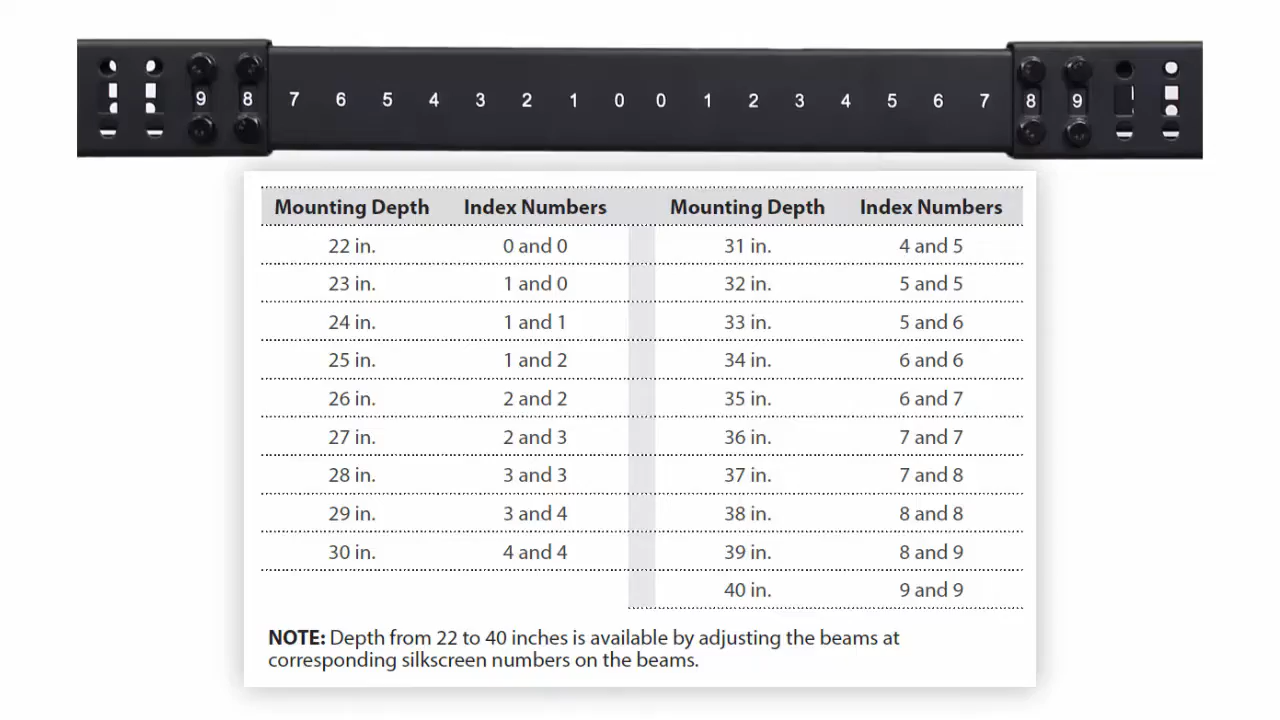 9 8 7 6 5 4 3 2 1 0 0 1 2 3 4 5 6 7 8 9
Mounting Depth Index Numbers Mounting Depth Index Numbers
22 in. 0 and 0 31 in. 4 and 5
23 in. 1 and 0 32 in. 5 and 5
24 in. 1 and 1 33 in. 5 and 6
25 in. 1 and 2 34 in. 6 and 6
26 in. 2 and 2 35 in. 6 and 7
27 in. 2 and 3 36 in. 7 and 7
28 in. 3 and 3 37 in. 7 and 8
29 in. 3 and 4 38 in. 8 and 8
30 in. 4 and 4 39 in. 8 and 9
40 in. 9 and 9
NOTE: Depth from 22 to 40 inches is available by adjusting the beams at
corresponding silkscreen numbers on the beams.